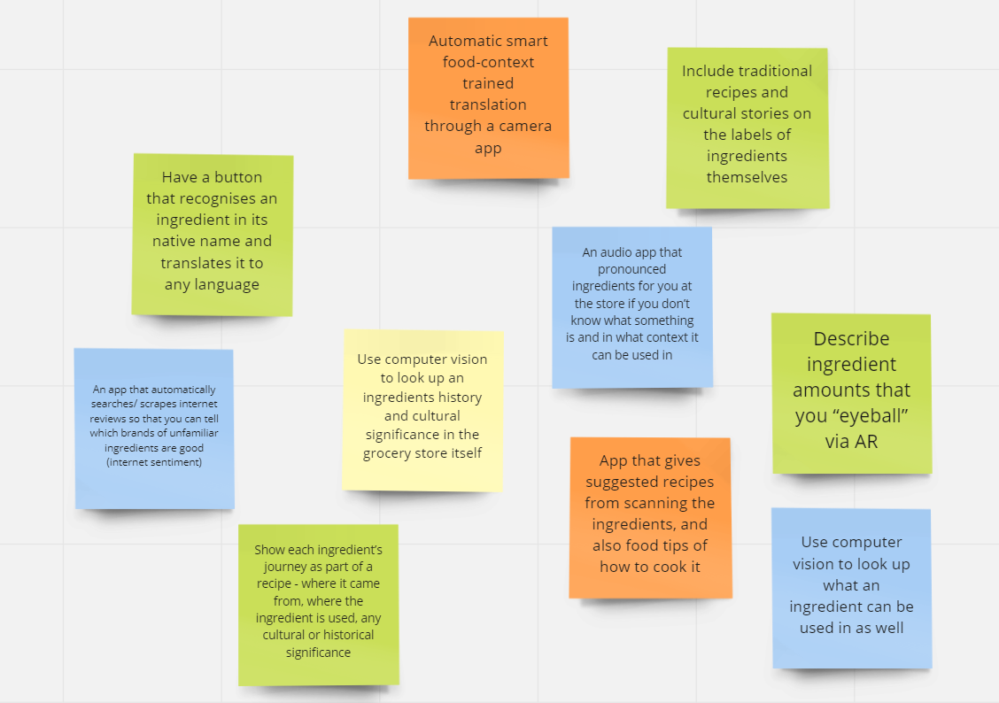 Automatic smart
food-context
trained
translation
through a camera
app
Include traditional
recipes and
cultural stories on
the labels of
ingredients
themselves
Have a button
that recognises an
ingredient in its
native name and
translates it to
any language
An audio app that
pronounced
ingredients for you at
the store if you don't
know what something
is and in what context it
can be used in
Describe
ingredient
amounts that
you “eyeball”
via AR
Use computer vision
to look up an
ingredients history
and cultural
significance in the
grocery store itself
An app that automatically
searches/ scrapes internet
reviews so that you can tell
which brands of unfamiliar
ingredients are good
(internet sentiment)
App that gives
suggested recipes
from scanning the
ingredients, and
also food tips of
how to cook it
Use computer
vision to look up
what an
ingredient can be
used in as well
Show each ingredient's
journey as part of a
recipe - where it came
from, where the
ingredient is used, any
cultural or historical
significance